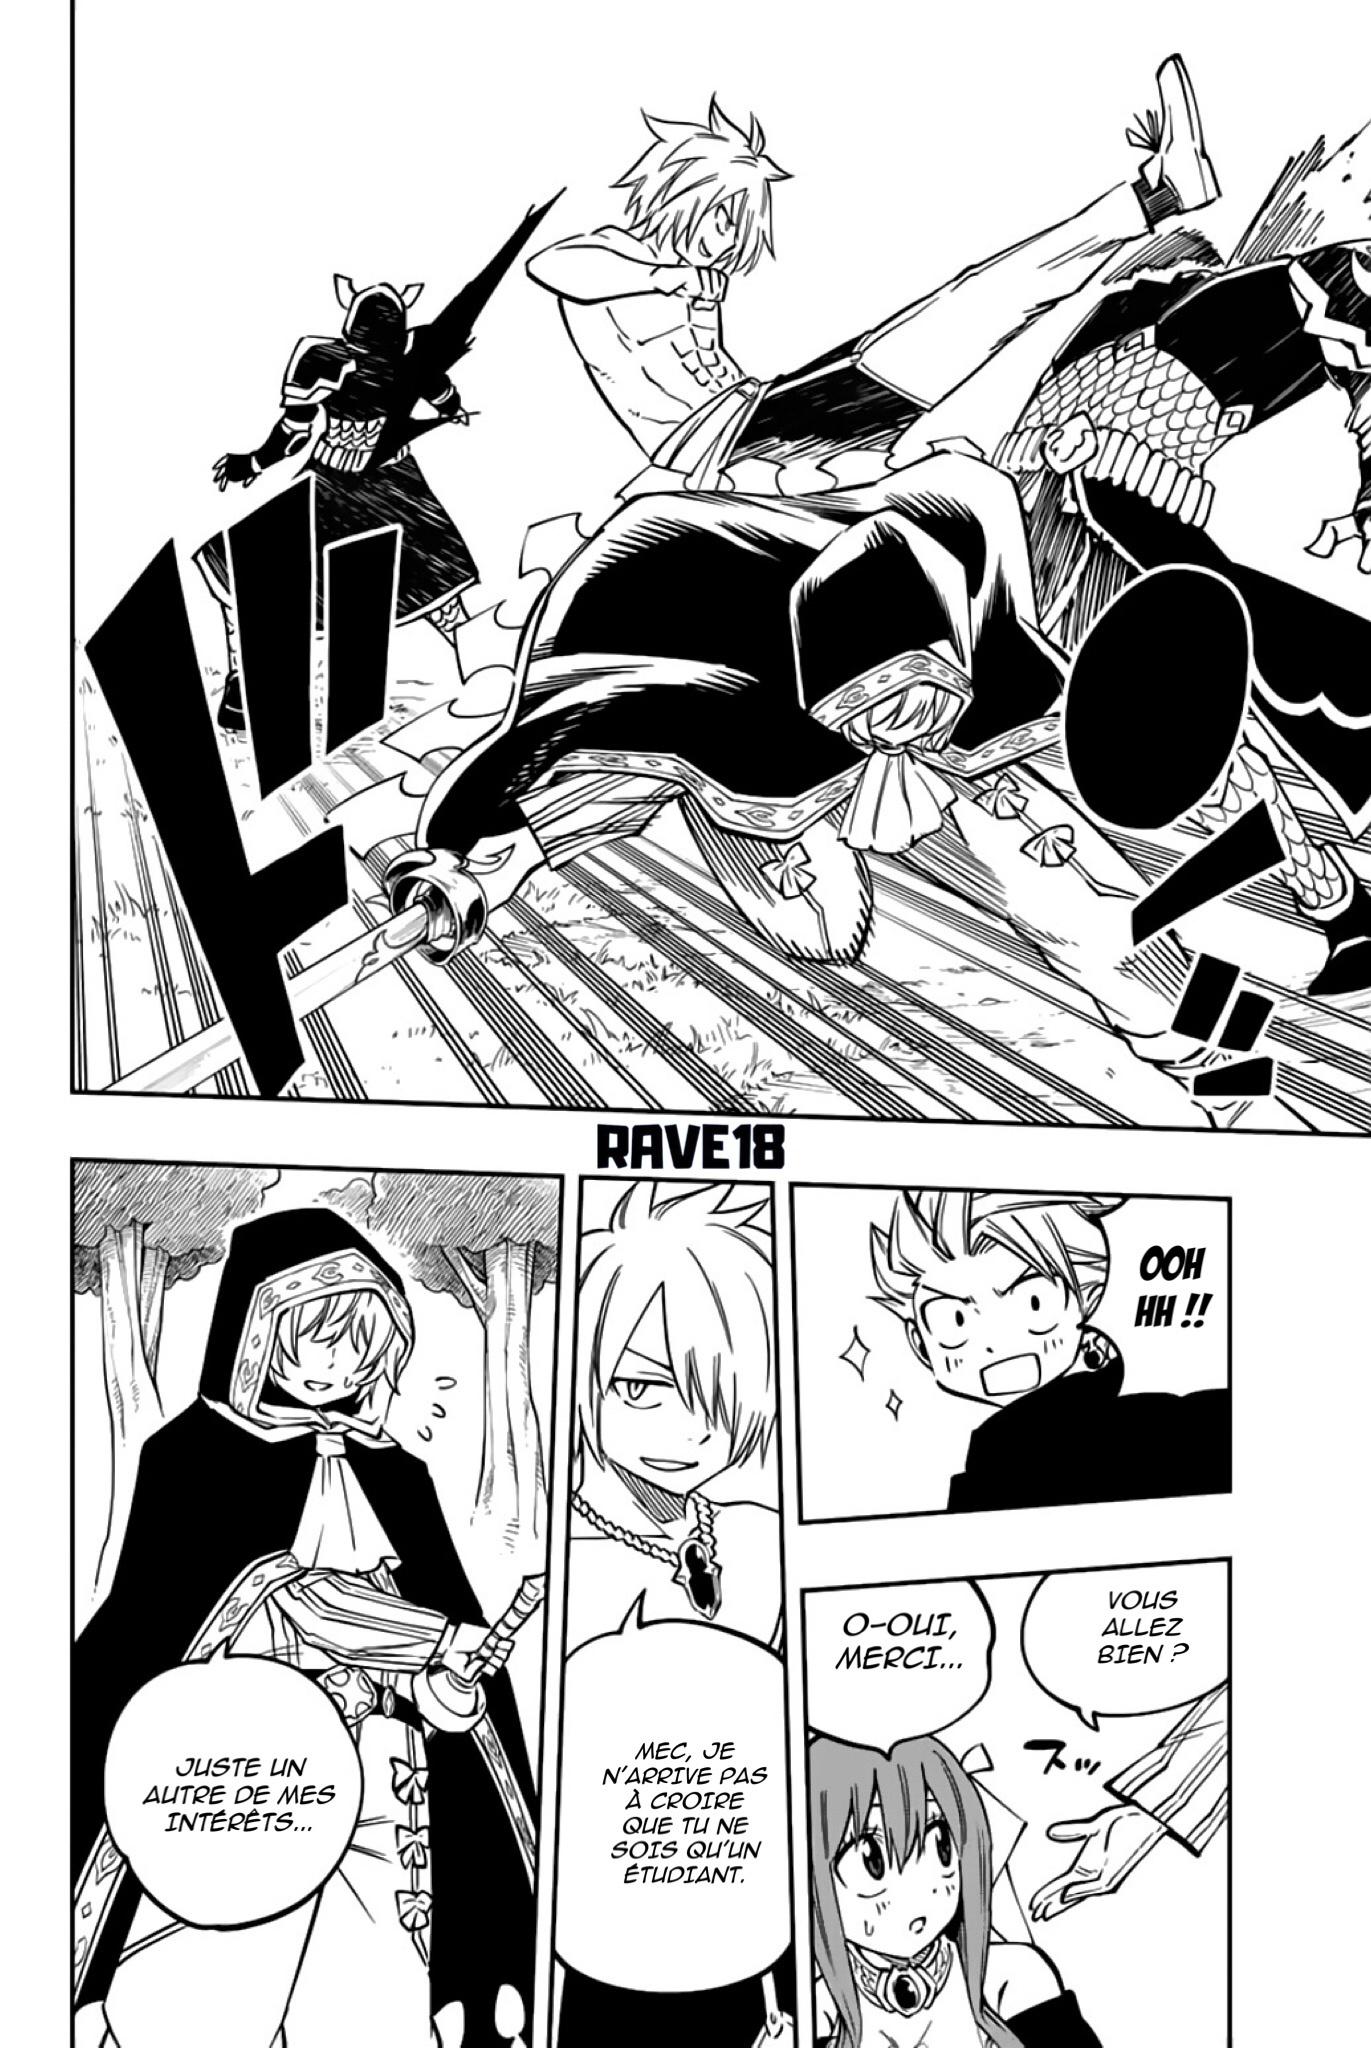 RAVE18
OOH
HH !!
VOUS
ALLEZ
BIEN ?
O-OUI,
MERCI...
ズッ
MEC, JE
N'ARRIVE PAS
À CROIRE
QUE TU NE
SOIS QU'UN
ÉTUDIANT.
JUSTE UN
AUTRE DE MES
INTÉRÊTS...